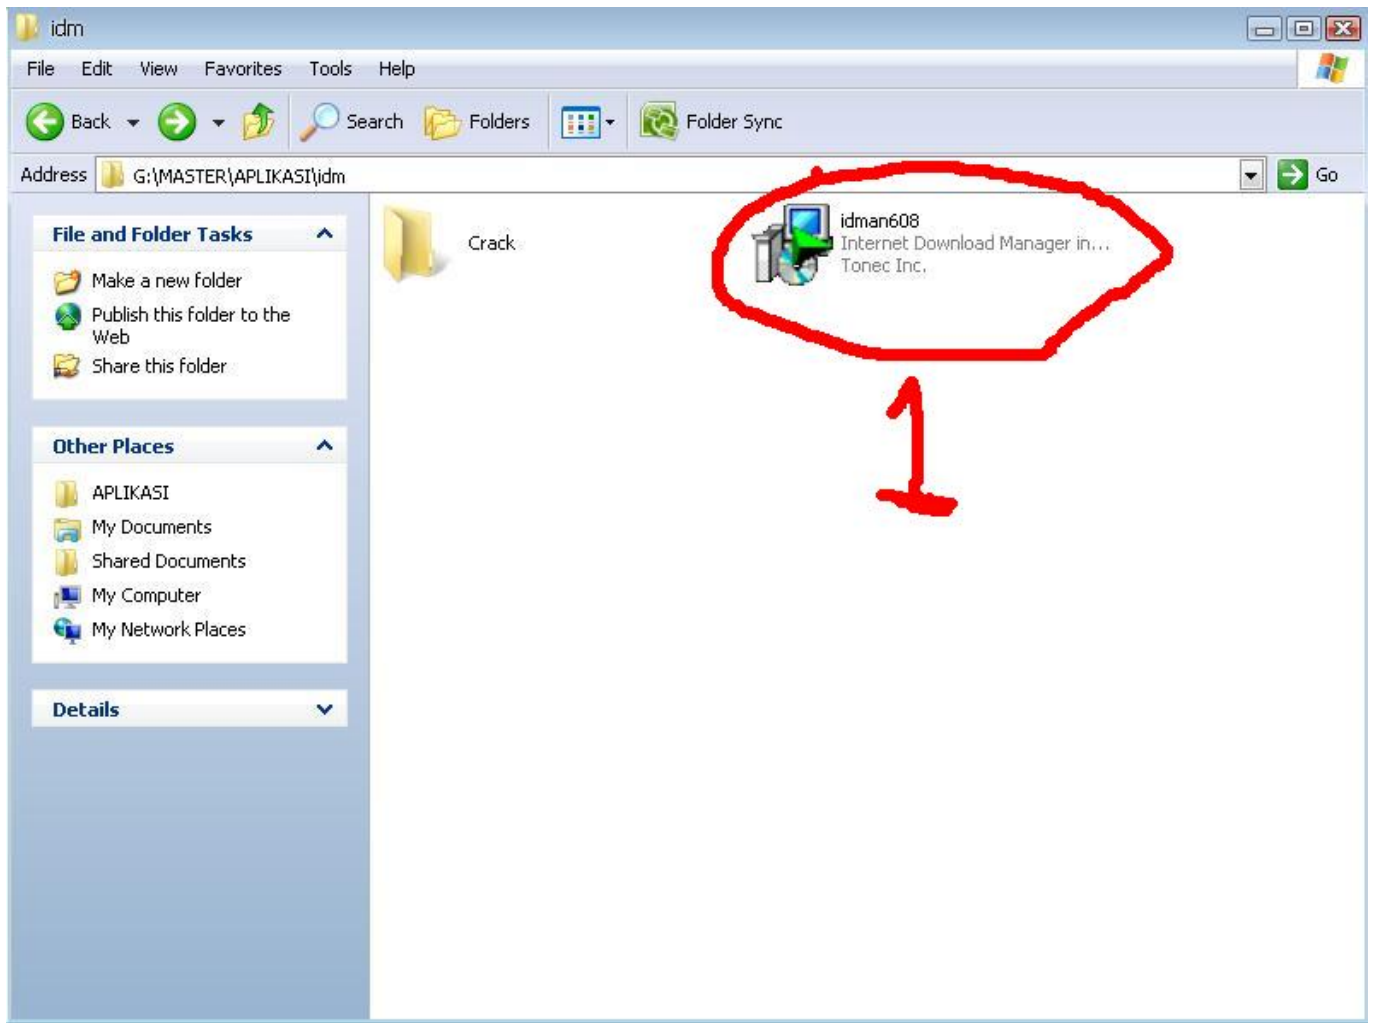 idm
File Edit View Favorites Tools Help
Back Search Folders Folder Sync
Address G:\MASTER\APLIKASI\idm Go
File and Folder Tasks
Make a new folder
Publish this folder to the
Web
Share this folder
Other Places
APLIKASI
My Documents
Shared Documents
My Computer
My Network Places
Details
Crack
idman608
Internet Download Manager in...
Tonec Inc.
1